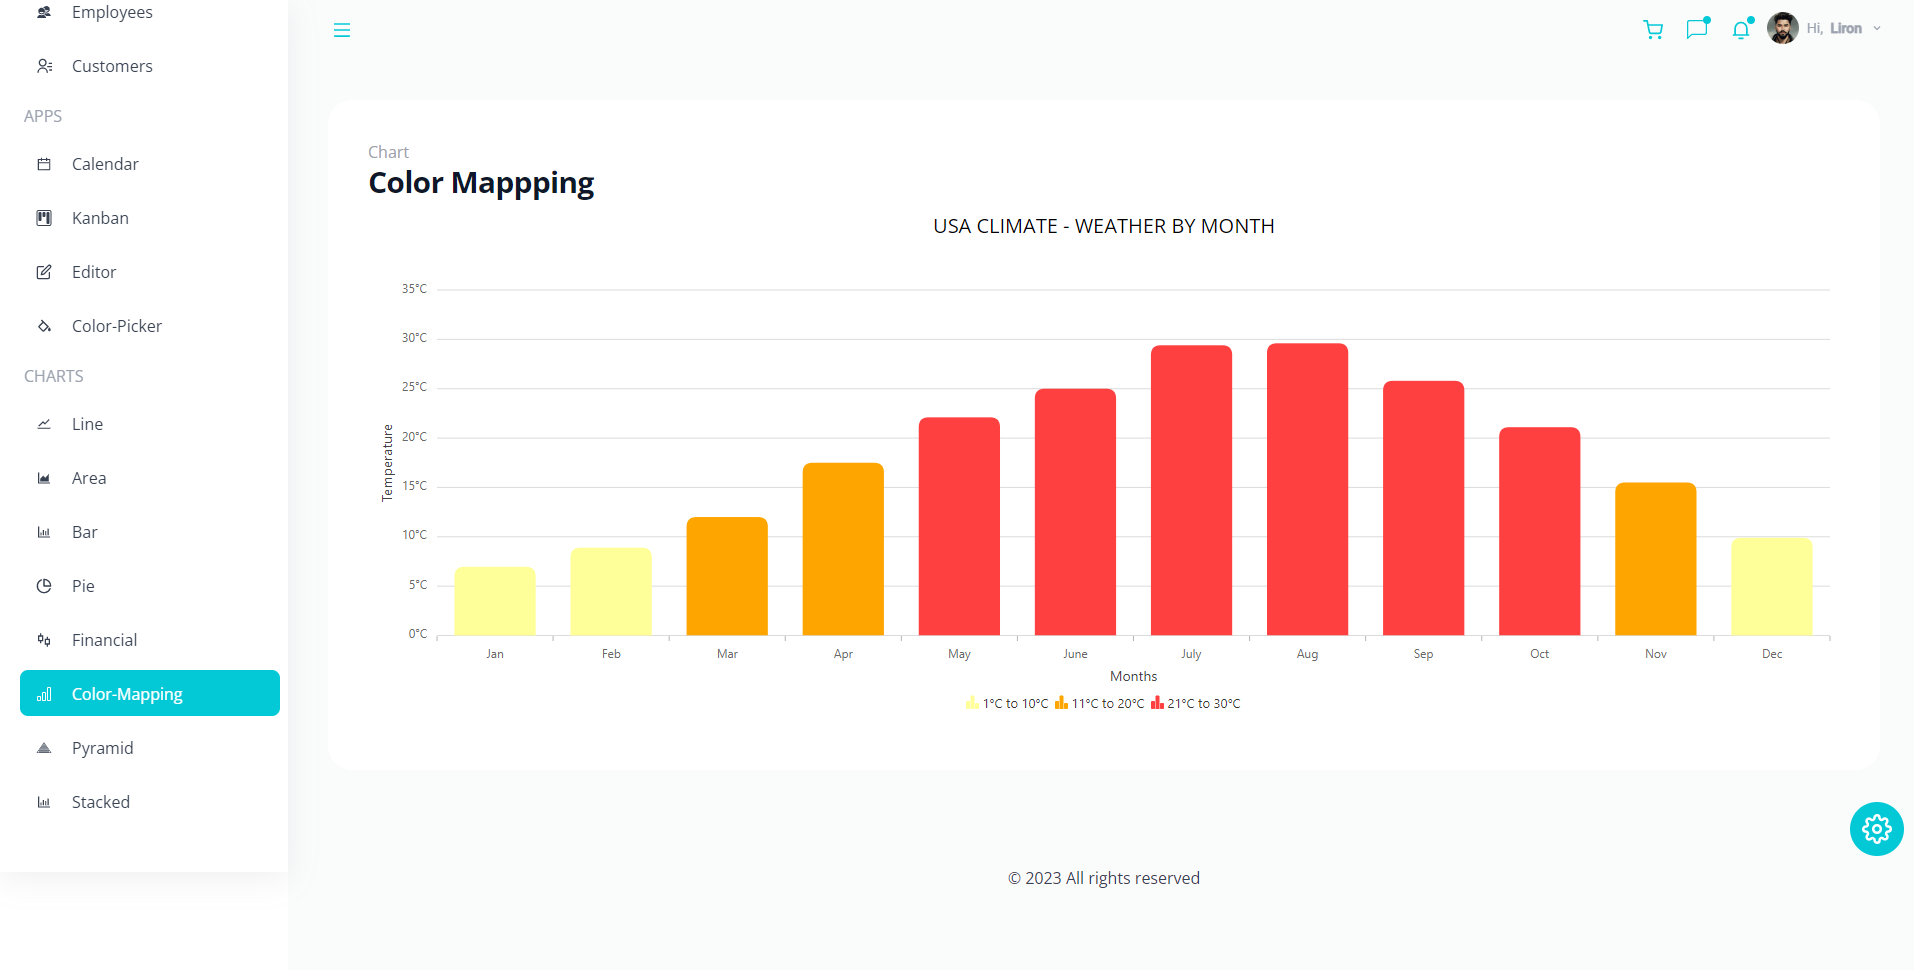 Employees
Customers
APPS
Calendar
Kanban
Editor
Color-Picker
CHARTS
Line
Area
Bar
Pie
Financial
Color-Mapping
Pyramid
Stacked
Hi, Liron
Chart
Color Mappping
USA CLIMATE - WEATHER BY MONTH
Temperature
35°C
30°C
25°C
20°C
15°C
10°C
5°C
0°C
Jan Feb Mar Apr May June July Aug Sep Oct Nov Dec
Months
1°C to 10°C 11°C to 20°C 21°C to 30°C
© 2023 All rights reserved